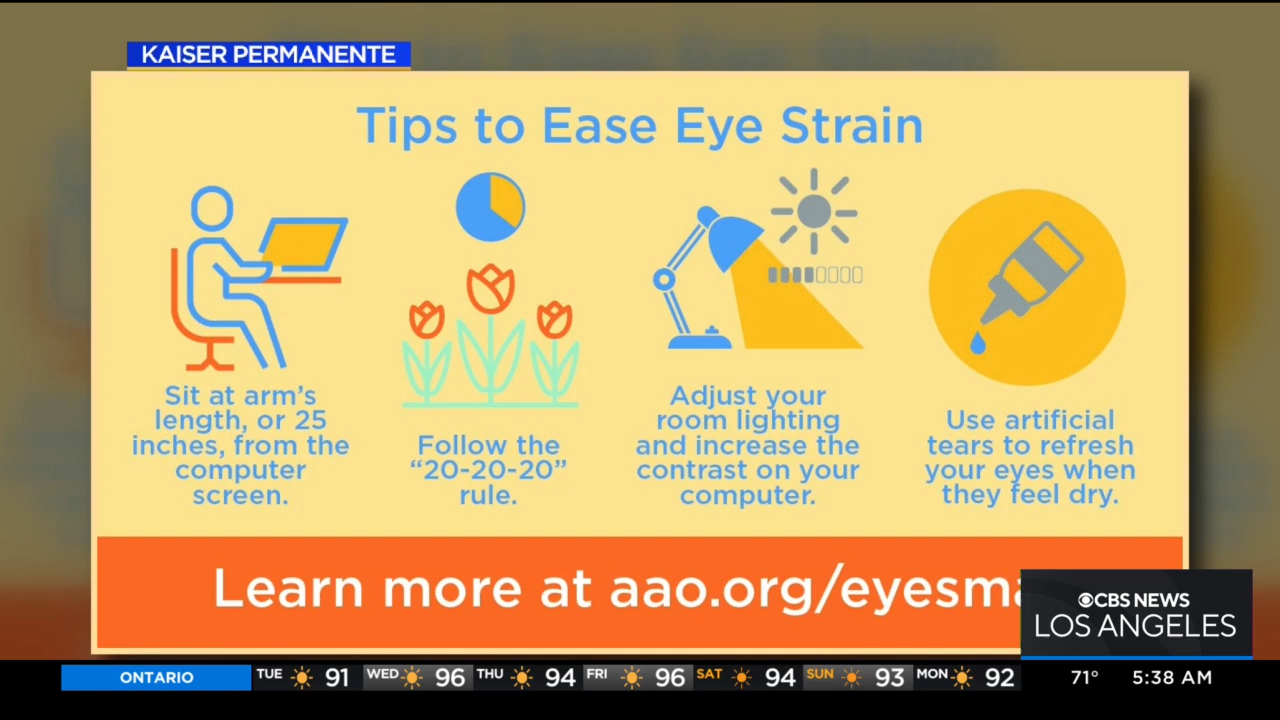 KAISER PERMANENTE
Tips to Ease Eye Strain
Sit at arm's
length, or 25
inches, from the
computer
screen.
Follow the
“20-20-20”
rule.
Adjust your
room lighting
and increase the
contrast on your
computer.
Use artificial
tears to refresh
your eyes when
they feel dry.
Learn more at aao.org/eyesma
CBS NEWS
LOS ANGELES
ONTARIO TUE 91 WED 96 THU 94 FRI 96 SAT 94 SUN 93 MON 92 71° 5:38 AM